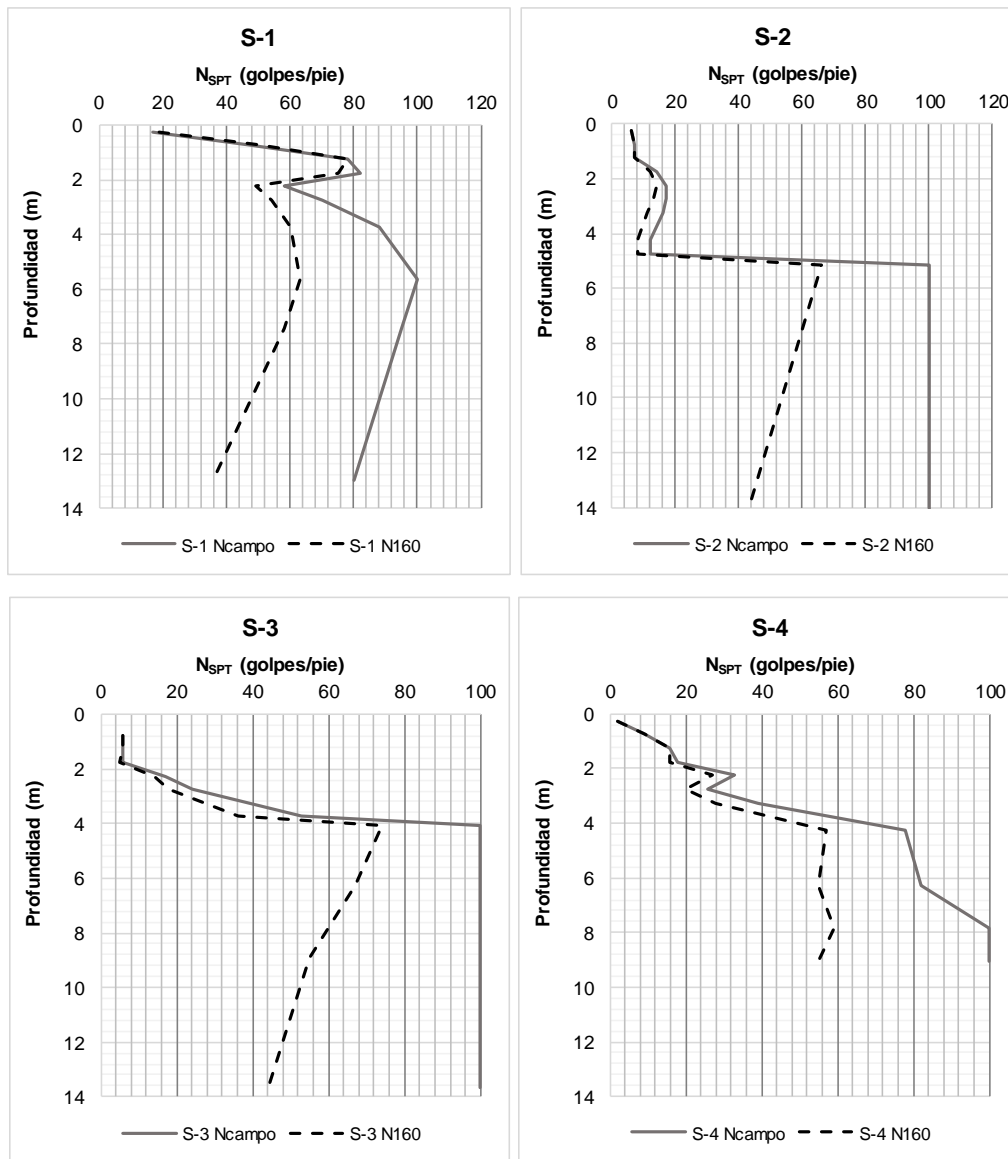 S-1
N_SPT (golpes/pie)
0 20 40 60 80 100 120
0
2
4
6
8
10
12
14
Profundidad (m)
S-1 Ncampo S-1 N160
S-2
N_SPT (golpes/pie)
0 20 40 60 80 100 120
0
2
4
6
8
10
12
14
Profundidad (m)
S-2 Ncampo S-2 N160
S-3
N_SPT (golpes/pie)
0 20 40 60 80 100
0
2
4
6
8
10
12
14
Profundidad (m)
S-3 Ncampo S-3 N160
S-4
N_SPT (golpes/pie)
0 20 40 60 80 100
0
2
4
6
8
10
12
14
Profundidad (m)
S-4 Ncampo S-4 N160